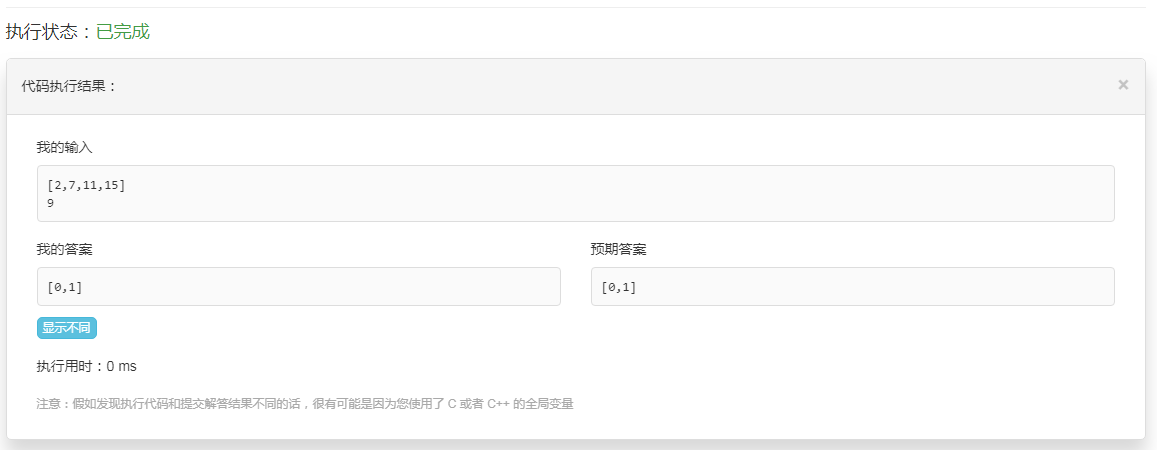 执行状态：已完成
代码执行结果：
×
我的输入
[2,7,11,15]
9
我的答案
预期答案
[0,1]
[0,1]
显示不同
执行用时：0 ms
注意：假如发现执行代码和提交解答结果不同的话，很有可能是因为您使用了 C 或者 C++ 的全局变量